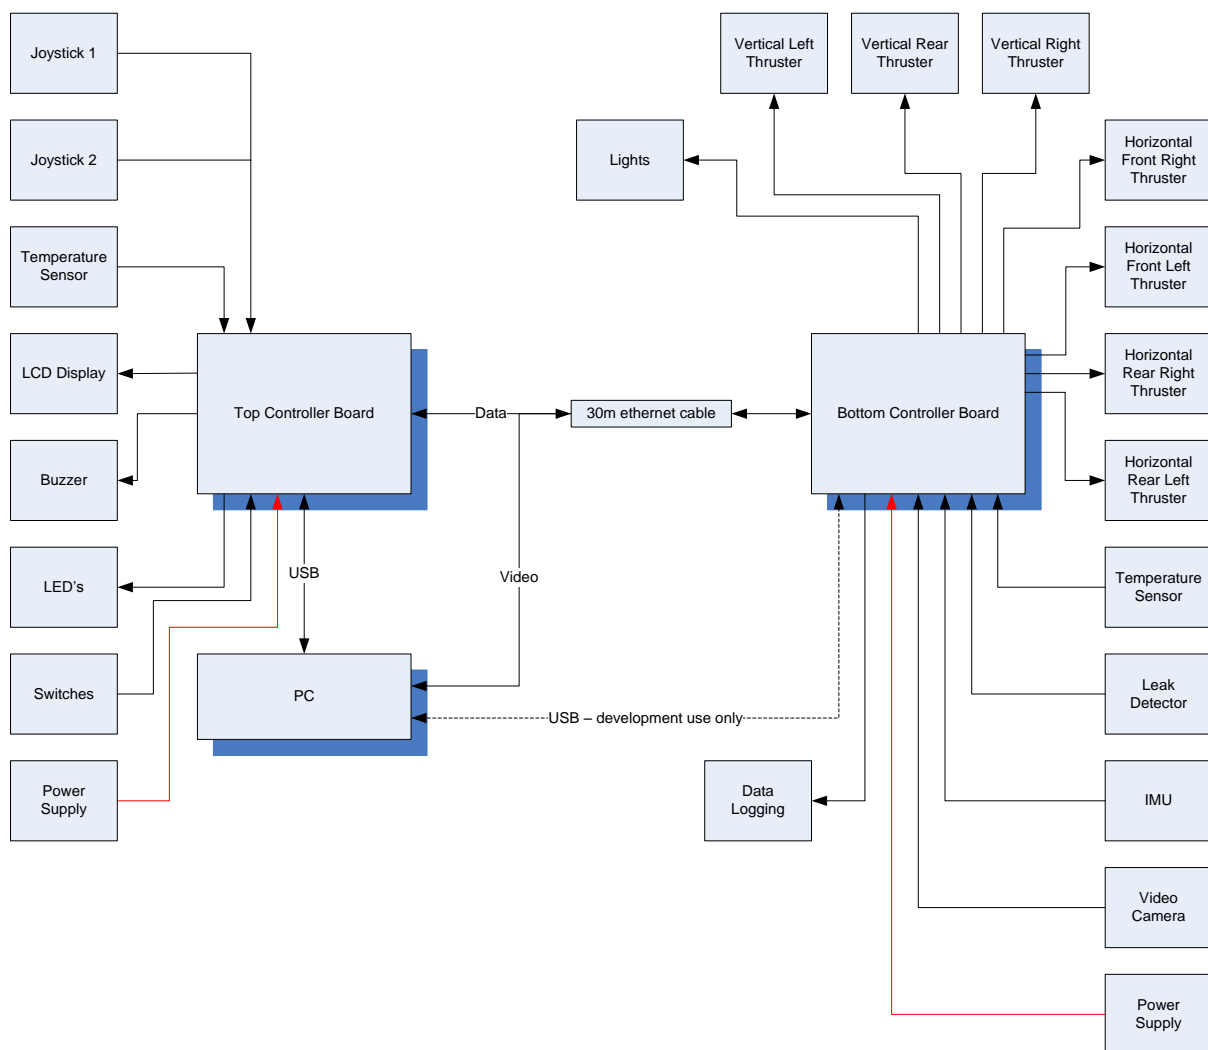 Joystick 1
Joystick 2
Temperature
Sensor
LCD Display
Buzzer
LED's
Switches
Power
Supply
Top Controller Board
Data
30m ethernet cable
USB
Video
PC
USB – development use only
Vertical Left
Thruster
Vertical Rear
Thruster
Vertical Right
Thruster
Lights
Bottom Controller Board
Horizontal
Front Right
Thruster
Horizontal
Front Left
Thruster
Horizontal
Rear Right
Thruster
Horizontal
Rear Left
Thruster
Temperature
Sensor
Leak
Detector
Data
Logging
IMU
Video
Camera
Power
Supply